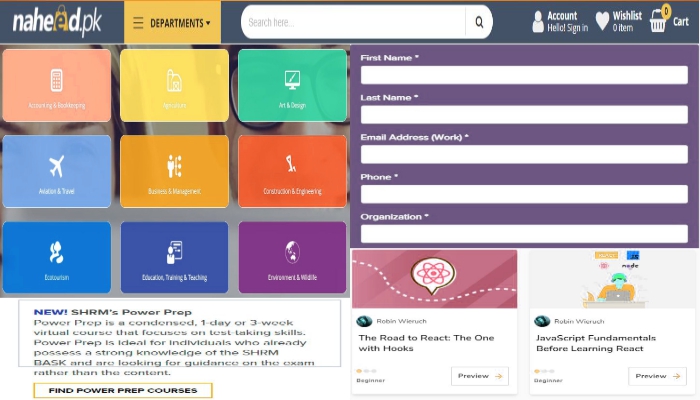 naheed.pk
DEPARTMENTS
Search here...
Account
Hello! Sign in
Wishlist
0 item
0
Cart
Accounting & Bookkeeping
Agriculture
Art & Design
Aviation & Travel
Business & Management
Construction & Engineering
Ecotourism
Education, Training & Teaching
Environment & Wildlife
First Name *
Last Name *
Email Address (Work) *
Phone *
Organization *
NEW! SHRM's Power Prep
Power Prep is a condensed, 1-day or 3-week
virtual course that focuses on test-taking skills.
Power Prep is ideal for individuals who already
possess a strong knowledge of the SHRM
BASK and are looking for guidance on the exam
rather than the content.
FIND POWER PREP COURSES
Robin Wieruch
The Road to React: The One
with Hooks
Beginner
Preview
JS
node
Robin Wieruch
JavaScript Fundamentals
Before Learning React
Beginner
Preview